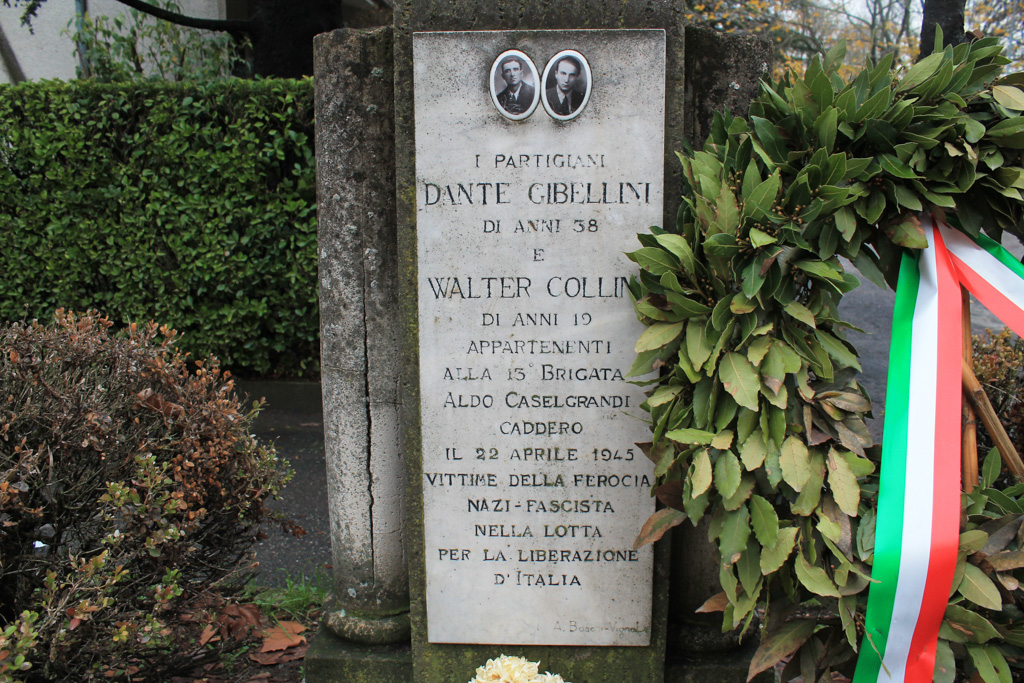 I PARTIGIANI
DANTE GIBELLINI
DI ANNI 38
E
WALTER COLLIN
DI ANNI 19
APPARTENENTI
ALLA 13 BRIGATA
ALDO CASELGRANDI
CADDERO
IL 22 APRILE 1945
VITTIME DELLA FEROCIA
NAZI-FASCISTA
NELLA LOTTA
PER LA LIBERAZIONE
D'ITALIA
A.